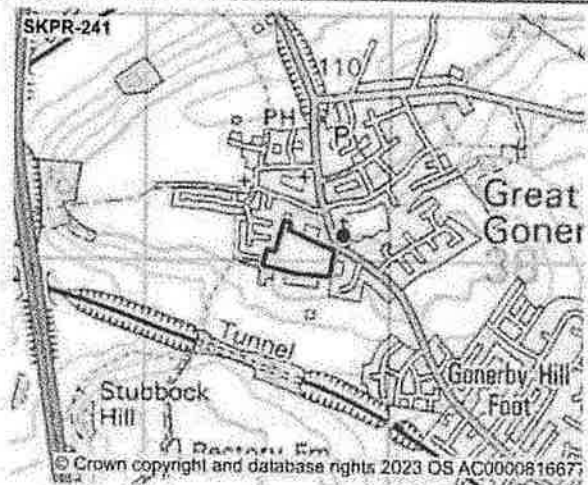 SKPR-241
110
PH
P
Great
Goner
Tunnel
Gonerby Hill
Foot
Stubbock
Hill
© Crown copyright and database rights 2023 OS